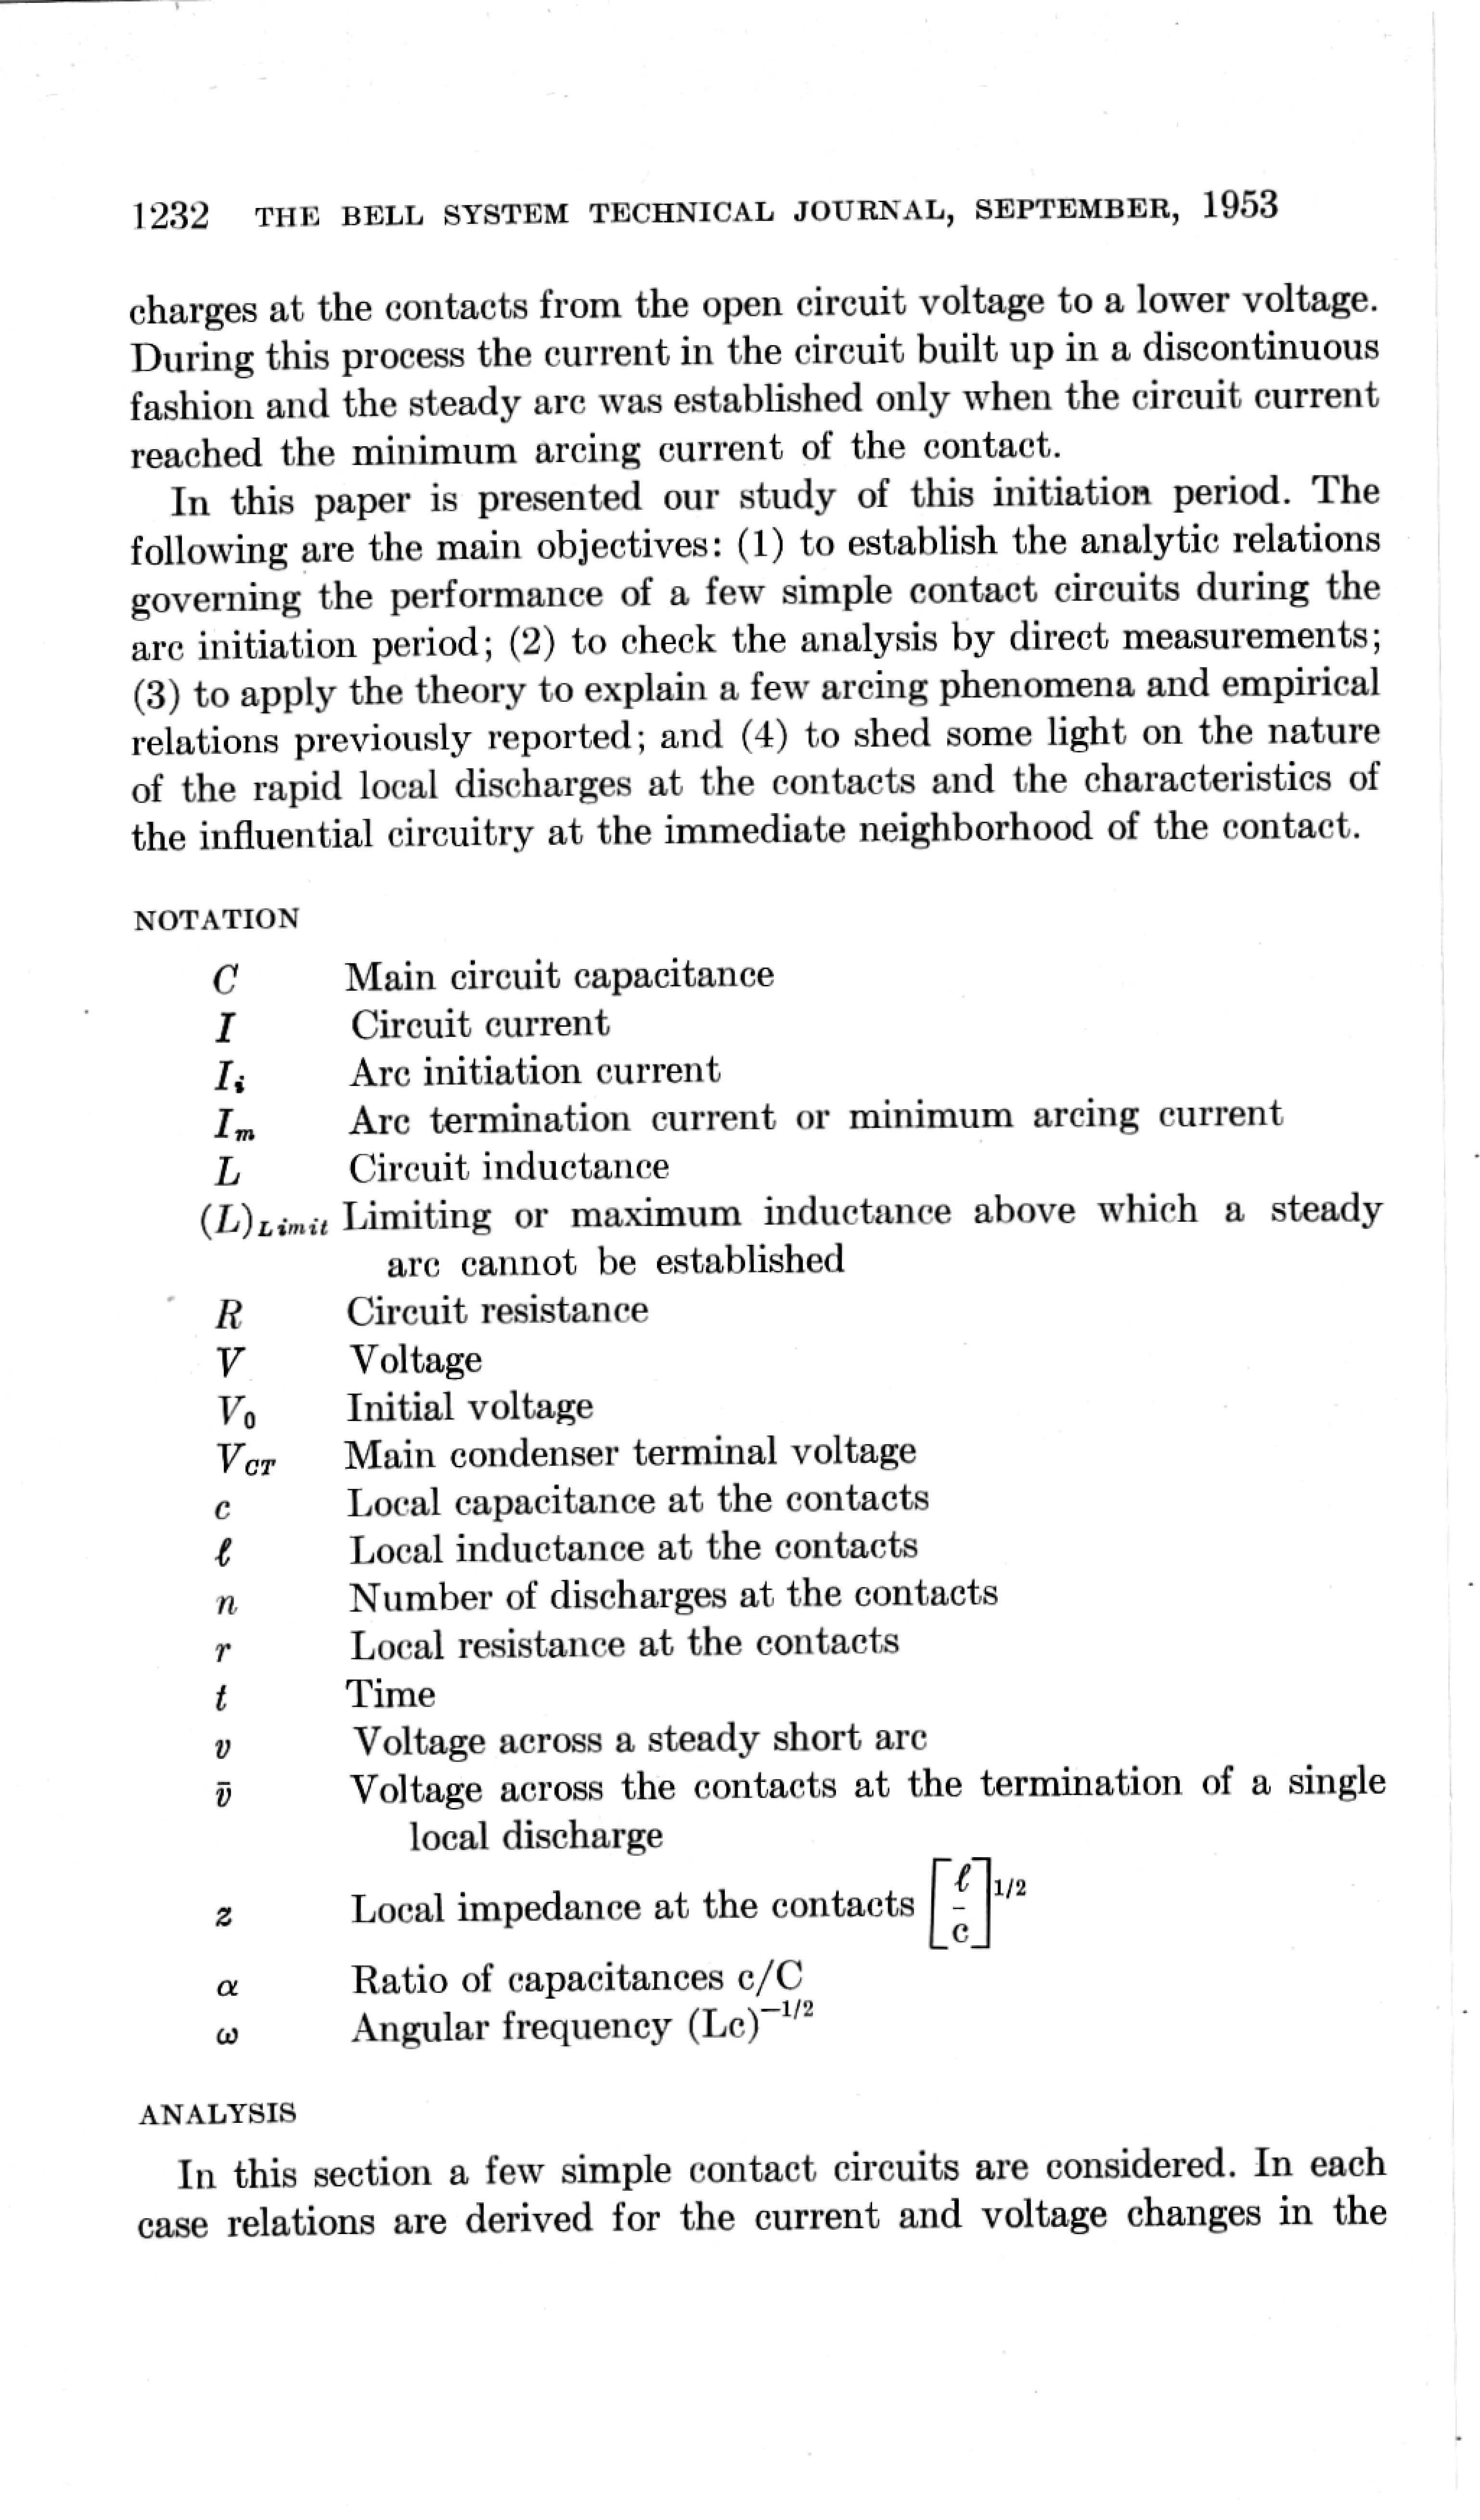 1232 THE BELL SYSTEM TECHNICAL JOURNAL, SEPTEMBER, 1953
charges at the contacts from the open circuit voltage to a lower voltage.
During this process the current in the circuit built up in a discontinuous
fashion and the steady arc was established only when the circuit current
reached the minimum arcing current of the contact.
In this paper is presented our study of this initiation period. The
following are the main objectives: (1) to establish the analytic relations
governing the performance of a few simple contact circuits during the
arc initiation period; (2) to check the analysis by direct measurements;
(3) to apply the theory to explain a few arcing phenomena and empirical
relations previously reported; and (4) to shed some light on the nature
of the rapid local discharges at the contacts and the characteristics of
the influential circuitry at the immediate neighborhood of the contact.
NOTATION
C Main circuit capacitance
I Circuit current
I_i Arc initiation current
I_m Arc termination current or minimum arcing current
L Circuit inductance
(L)_Limit Limiting or maximum inductance above which a steady
arc cannot be established
R Circuit resistance
V Voltage
V_0 Initial voltage
V_CT Main condenser terminal voltage
c Local capacitance at the contacts
ℓ Local inductance at the contacts
n Number of discharges at the contacts
r Local resistance at the contacts
t Time
v Voltage across a steady short arc
v̄ Voltage across the contacts at the termination of a single
local discharge
z Local impedance at the contacts [ℓ/c]^1/2
α Ratio of capacitances c/C
ω Angular frequency (Lc)^−1/2
ANALYSIS
In this section a few simple contact circuits are considered. In each
case relations are derived for the current and voltage changes in the